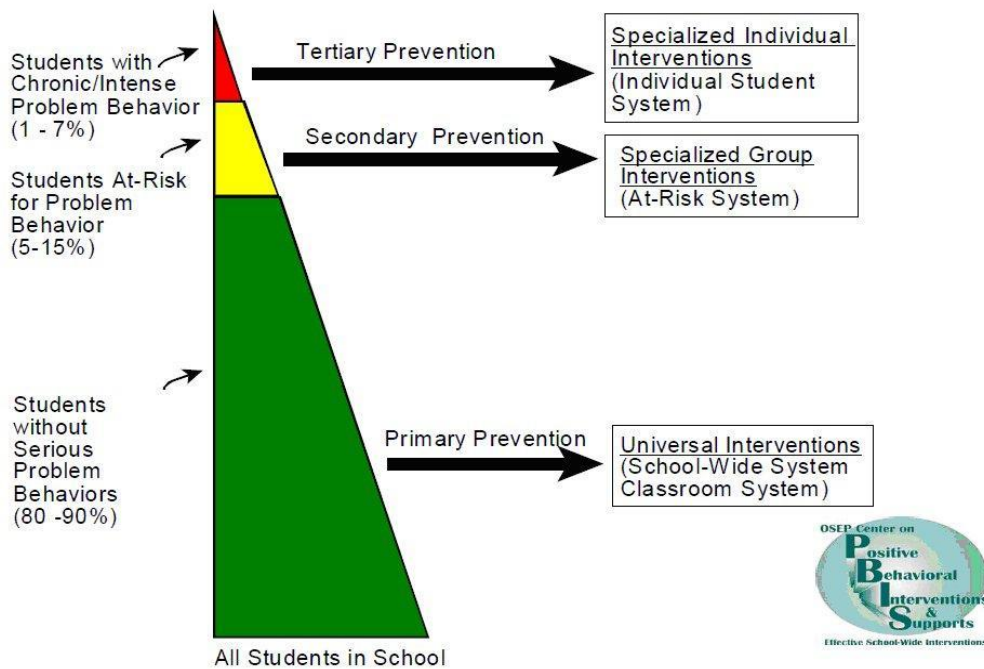 Students with
Chronic/Intense
Problem Behavior
(1 - 7%)
Tertiary Prevention
Specialized Individual
Interventions
(Individual Student
System)
Students At-Risk
for Problem
Behavior
(5-15%)
Secondary Prevention
Specialized Group
Interventions
(At-Risk System)
Students
without
Serious
Problem
Behaviors
(80 -90%)
Primary Prevention
Universal Interventions
(School-Wide System
Classroom System)
All Students in School
OSEP Center on
Positive
Behavioral
Interventions
&
Supports
Effective School-Wide Interventions